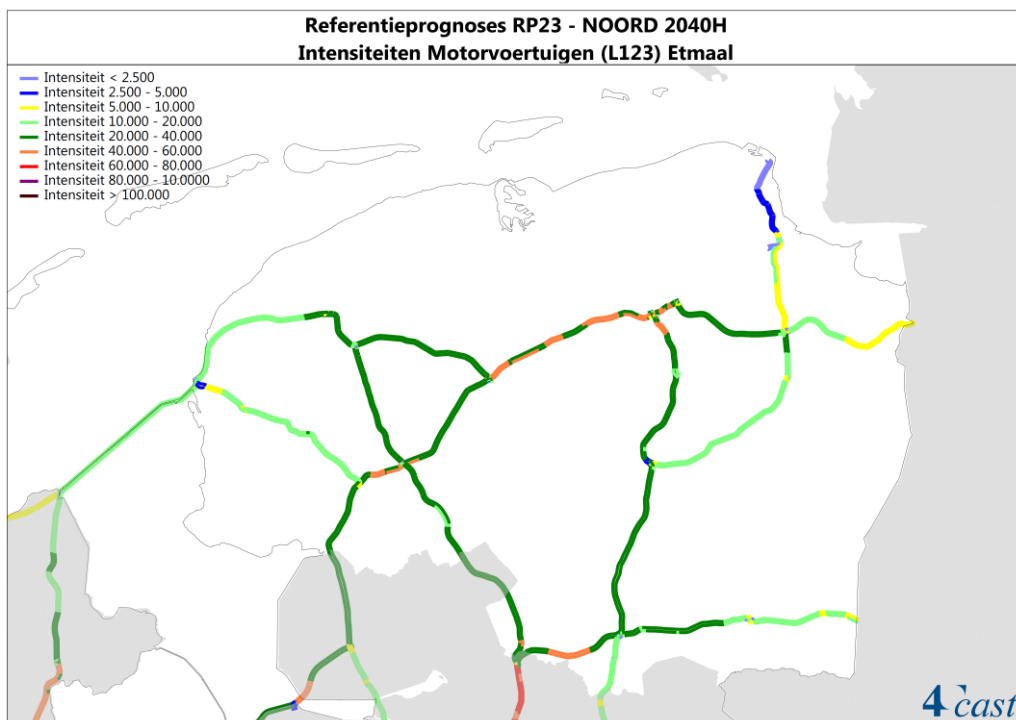 Referentieprognoses RP23 - NOORD 2040H
Intensiteiten Motorvoertuigen (L123) Etmaal
Intensiteit < 2.500
Intensiteit 2.500 - 5.000
Intensiteit 5.000 - 10.000
Intensiteit 10.000 - 20.000
Intensiteit 20.000 - 40.000
Intensiteit 40.000 - 60.000
Intensiteit 60.000 - 80.000
Intensiteit 80.000 - 10.0000
Intensiteit > 100.000
4cast